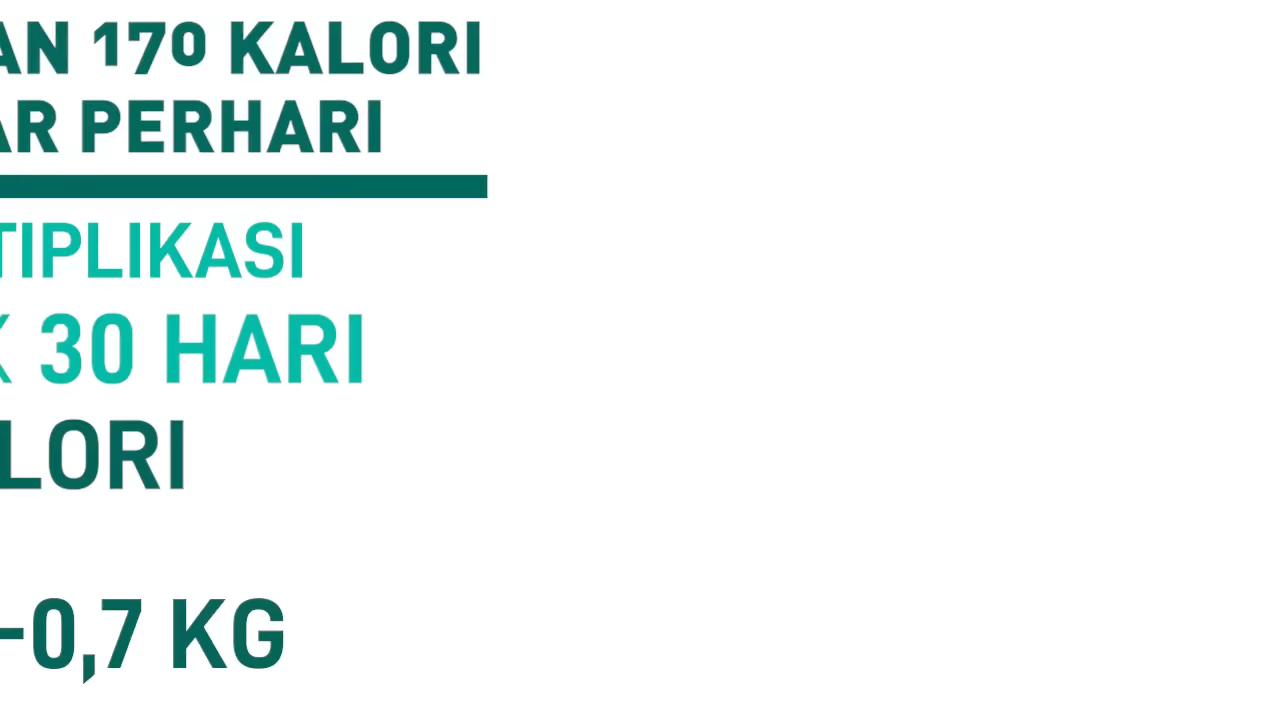 AN 170 KALORI
AR PERHARI
TIPLIKASI
K 30 HARI
LORI
-0,7 KG